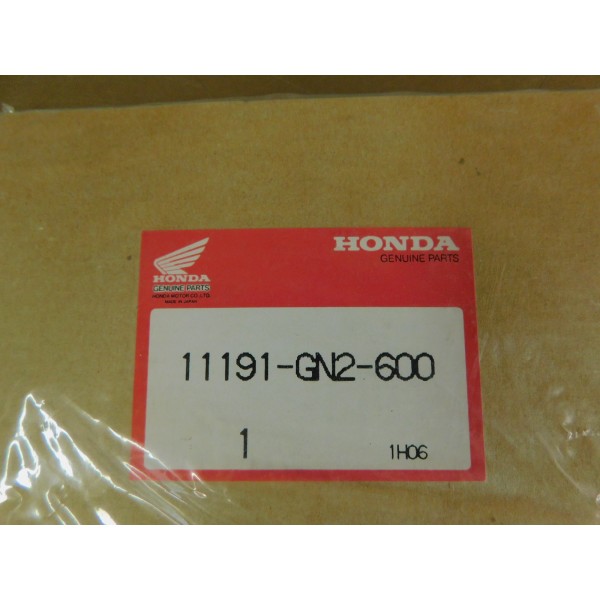 HONDA
GENUINE PARTS
HONDA
GENUINE PARTS
HONDA MOTOR CO., LTD.
MADE IN JAPAN
11191-GN2-600
1
1H06